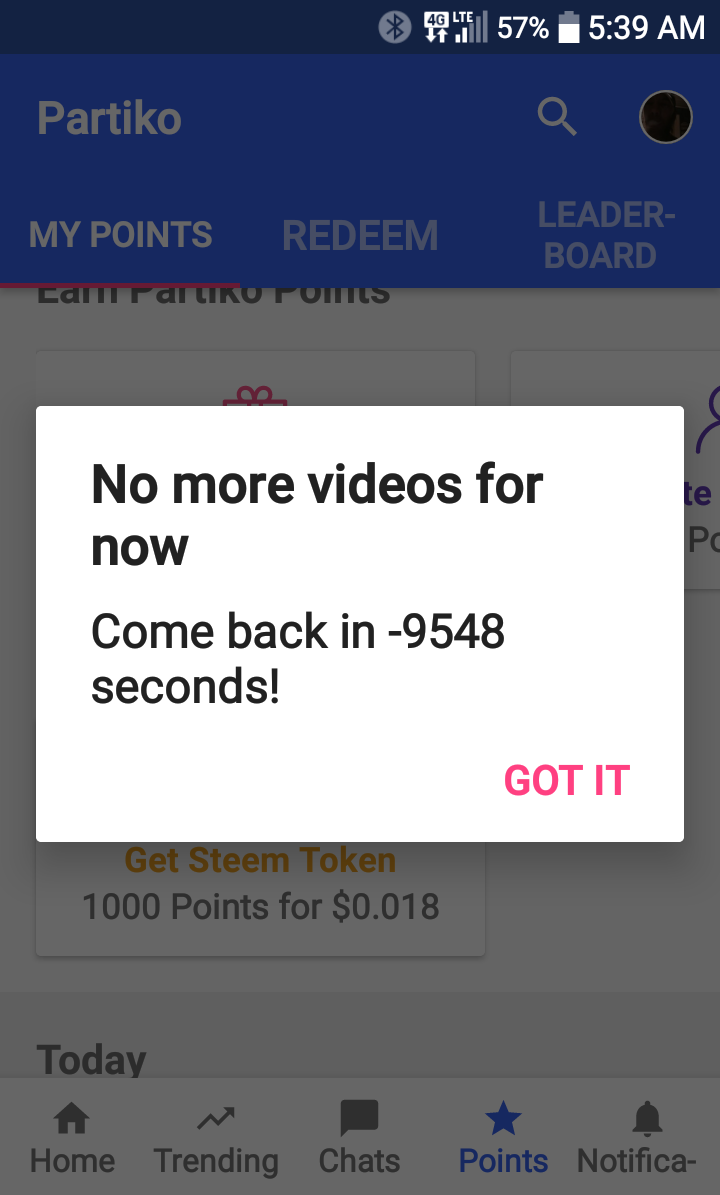 4G LTE 57% 5:39 AM
Partiko
MY POINTS
REDEEM
LEADER-
BOARD
Earn Partiko Points
No more videos for
now
Come back in -9548
seconds!
GOT IT
te
Po
Get Steem Token
1000 Points for $0.018
Today
Home
Trending
Chats
Points
Notifica-